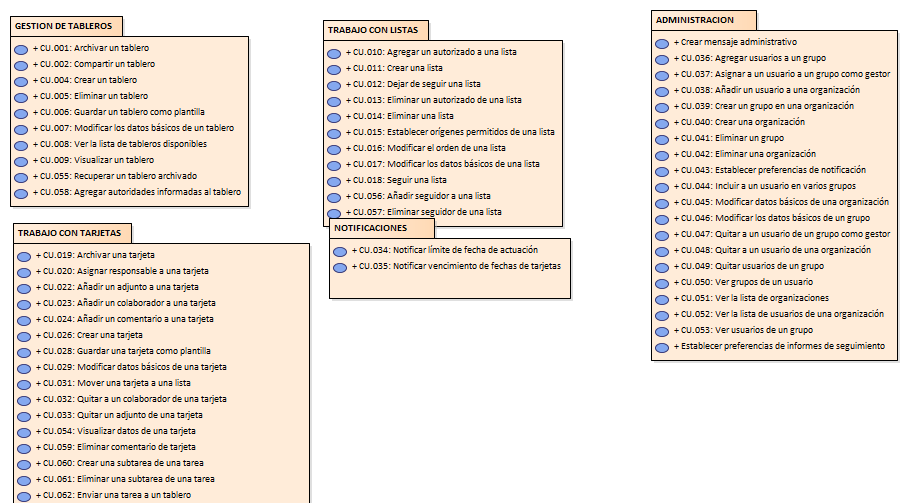 GESTION DE TABLEROS
+ CU.001: Archivar un tablero
+ CU.002: Compartir un tablero
+ CU.004: Crear un tablero
+ CU.005: Eliminar un tablero
+ CU.006: Guardar un tablero como plantilla
+ CU.007: Modificar los datos básicos de un tablero
+ CU.008: Ver la lista de tableros disponibles
+ CU.009: Visualizar un tablero
+ CU.055: Recuperar un tablero archivado
+ CU.058: Agregar autoridades informadas al tablero
TRABAJO CON LISTAS
+ CU.010: Agregar un autorizado a una lista
+ CU.011: Crear una lista
+ CU.012: Dejar de seguir una lista
+ CU.013: Eliminar un autorizado de una lista
+ CU.014: Eliminar una lista
+ CU.015: Establecer orígenes permitidos de una lista
+ CU.016: Modificar el orden de una lista
+ CU.017: Modificar los datos básicos de una lista
+ CU.018: Seguir una lista
+ CU.056: Añadir seguidor a una lista
+ CU.057: Eliminar seguidor de una lista
ADMINISTRACION
+ Crear mensaje administrativo
+ CU.036: Agregar usuarios a un grupo
+ CU.037: Asignar a un usuario a un grupo como gestor
+ CU.038: Añadir un usuario a una organización
+ CU.039: Crear un grupo en una organización
+ CU.040: Crear una organización
+ CU.041: Eliminar un grupo
+ CU.042: Eliminar una organización
+ CU.043: Establecer preferencias de notificación
+ CU.044: Incluir a un usuario en varios grupos
+ CU.045: Modificar datos básicos de una organización
+ CU.046: Modificar los datos básicos de un grupo
+ CU.047: Quitar a un usuario de un grupo como gestor
+ CU.048: Quitar a un usuario de una organización
+ CU.049: Quitar usuarios de un grupo
+ CU.050: Ver grupos de un usuario
+ CU.051: Ver la lista de organizaciones
+ CU.052: Ver la lista de usuarios de una organización
+ CU.053: Ver usuarios de un grupo
+ Establecer preferencias de informes de seguimiento
TRABAJO CON TARJETAS
+ CU.019: Archivar una tarjeta
+ CU.020: Asignar responsable a una tarjeta
+ CU.022: Añadir un adjunto a una tarjeta
+ CU.023: Añadir un colaborador a una tarjeta
+ CU.024: Añadir un comentario a una tarjeta
+ CU.026: Crear una tarjeta
+ CU.028: Guardar una tarjeta como plantilla
+ CU.029: Modificar datos básicos de una tarjeta
+ CU.031: Mover una tarjeta a una lista
+ CU.032: Quitar a un colaborador de una tarjeta
+ CU.033: Quitar un adjunto de una tarjeta
+ CU.054: Visualizar datos de una tarjeta
+ CU.059: Eliminar comentario de tarjeta
+ CU.060: Crear una subtarea de una tarea
+ CU.061: Eliminar una subtarea de una tarea
+ CU.062: Enviar una tarea a un tablero
NOTIFICACIONES
+ CU.034: Notificar límite de fecha de actuación
+ CU.035: Notificar vencimiento de fechas de tarjetas